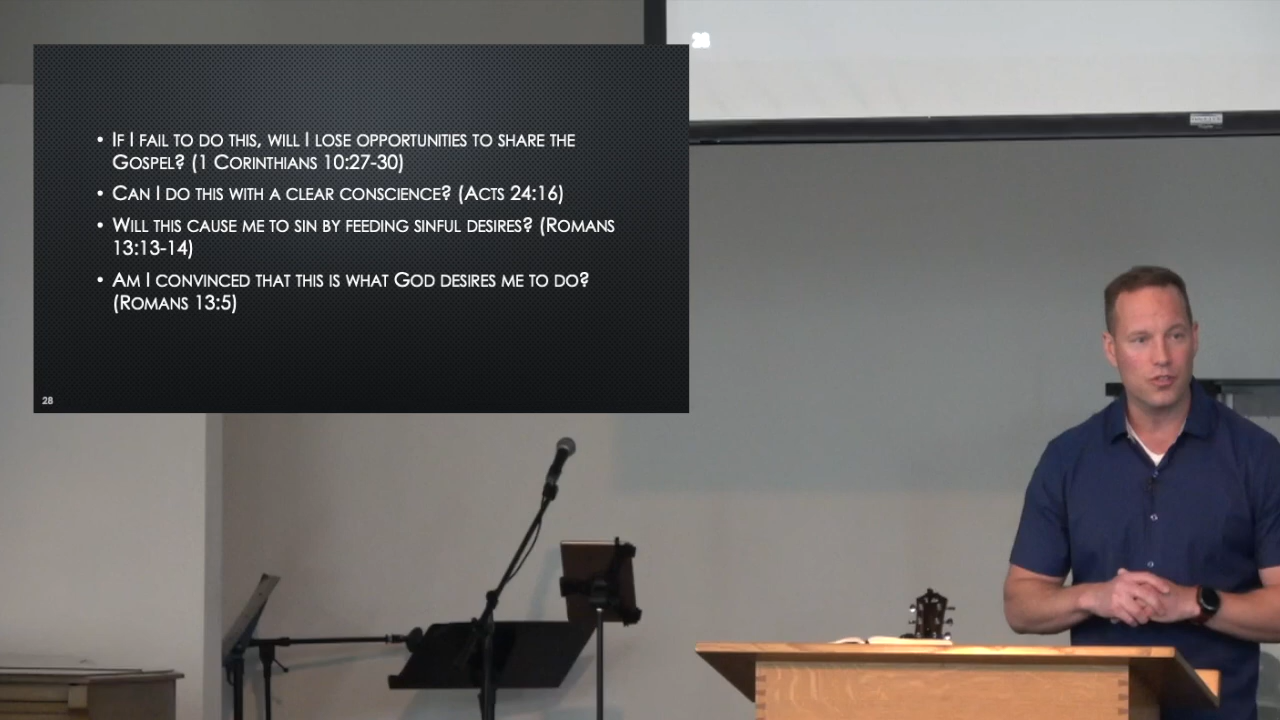 • If I fail to do this, will I lose opportunities to share the
Gospel? (1 Corinthians 10:27-30)
• Can I do this with a clear conscience? (Acts 24:16)
• Will this cause me to sin by feeding sinful desires? (Romans
13:13-14)
• Am I convinced that this is what God desires me to do?
(Romans 13:5)
28
28